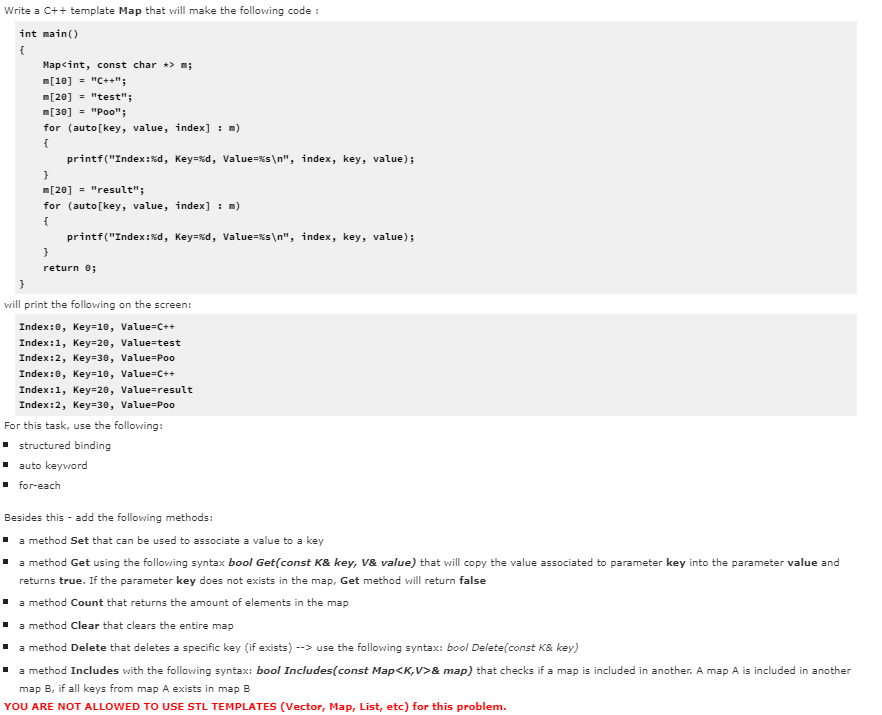 Write a C++ template Map that will make the following code :
int main()
{
    Map<int, const char *> m;
    m[10] = "C++";
    m[20] = "test";
    m[30] = "Poo";
    for (auto[key, value, index] : m)
    {
        printf("Index:%d, Key=%d, Value=%s\n", index, key, value);
    }
    m[20] = "result";
    for (auto[key, value, index] : m)
    {
        printf("Index:%d, Key=%d, Value=%s\n", index, key, value);
    }
    return 0;
}
will print the following on the screen:
Index:0, Key=10, Value=C++
Index:1, Key=20, Value=test
Index:2, Key=30, Value=Poo
Index:0, Key=10, Value=C++
Index:1, Key=20, Value=result
Index:2, Key=30, Value=Poo
For this task, use the following:
structured binding
auto keyword
for-each
Besides this - add the following methods:
a method Set that can be used to associate a value to a key
a method Get using the following syntax bool Get(const K& key, V& value) that will copy the value associated to parameter key into the parameter value and
returns true. If the parameter key does not exists in the map, Get method will return false
a method Count that returns the amount of elements in the map
a method Clear that clears the entire map
a method Delete that deletes a specific key (if exists) --> use the following syntax: bool Delete(const K& key)
a method Includes with the following syntax: bool Includes(const Map<K,V>& map) that checks if a map is included in another. A map A is included in another
map B, if all keys from map A exists in map B
YOU ARE NOT ALLOWED TO USE STL TEMPLATES (Vector, Map, List, etc) for this problem.